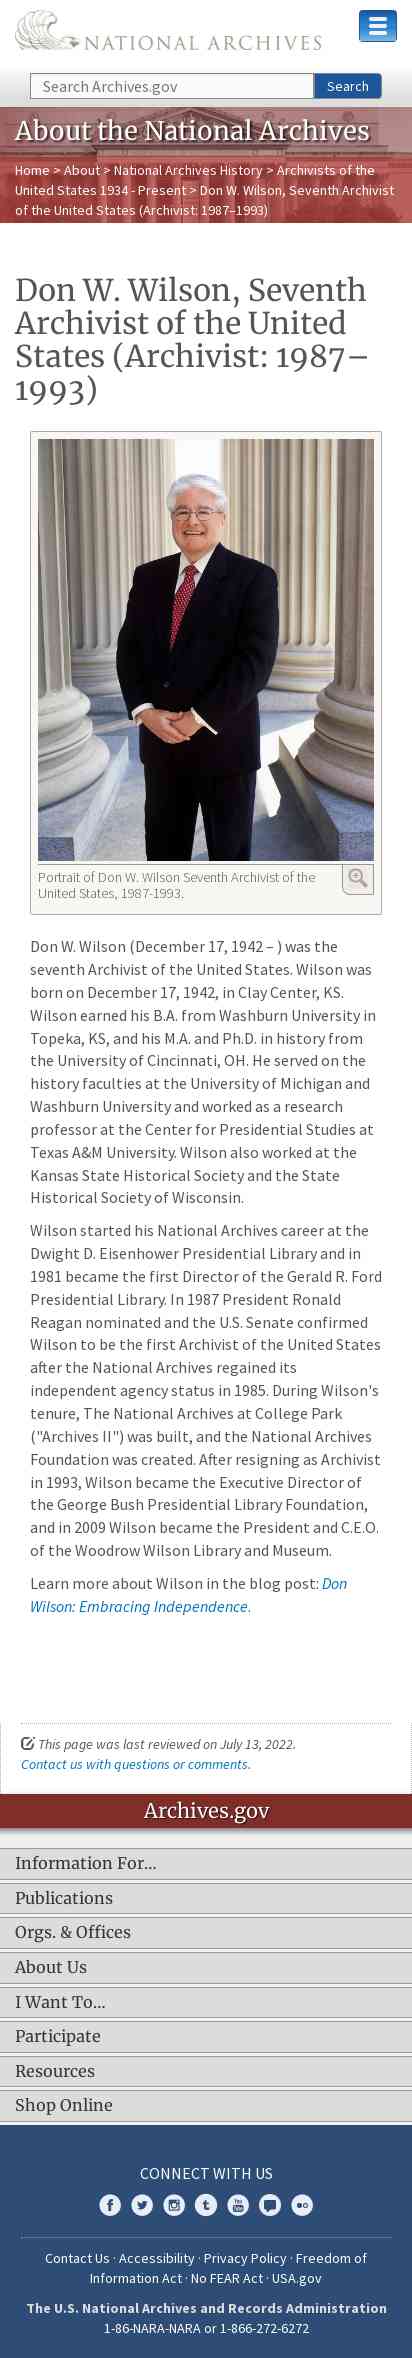 NATIONAL ARCHIVES
Search Archives.gov
Search
About the National Archives
Home > About > National Archives History > Archivists of the
United States 1934 - Present > Don W. Wilson, Seventh Archivist
of the United States (Archivist: 1987–1993)
Don W. Wilson, Seventh
Archivist of the United
States (Archivist: 1987–
1993)
Portrait of Don W. Wilson Seventh Archivist of the
United States, 1987-1993.
Don W. Wilson (December 17, 1942 – ) was the
seventh Archivist of the United States. Wilson was
born on December 17, 1942, in Clay Center, KS.
Wilson earned his B.A. from Washburn University in
Topeka, KS, and his M.A. and Ph.D. in history from
the University of Cincinnati, OH. He served on the
history faculties at the University of Michigan and
Washburn University and worked as a research
professor at the Center for Presidential Studies at
Texas A&M University. Wilson also worked at the
Kansas State Historical Society and the State
Historical Society of Wisconsin.
Wilson started his National Archives career at the
Dwight D. Eisenhower Presidential Library and in
1981 became the first Director of the Gerald R. Ford
Presidential Library. In 1987 President Ronald
Reagan nominated and the U.S. Senate confirmed
Wilson to be the first Archivist of the United States
after the National Archives regained its
independent agency status in 1985. During Wilson's
tenure, The National Archives at College Park
("Archives II") was built, and the National Archives
Foundation was created. After resigning as Archivist
in 1993, Wilson became the Executive Director of
the George Bush Presidential Library Foundation,
and in 2009 Wilson became the President and C.E.O.
of the Woodrow Wilson Library and Museum.
Learn more about Wilson in the blog post: Don
Wilson: Embracing Independence.
This page was last reviewed on July 13, 2022.
Contact us with questions or comments.
Archives.gov
Information For…
Publications
Orgs. & Offices
About Us
I Want To…
Participate
Resources
Shop Online
CONNECT WITH US
Contact Us · Accessibility · Privacy Policy · Freedom of
Information Act · No FEAR Act · USA.gov
The U.S. National Archives and Records Administration
1-86-NARA-NARA or 1-866-272-6272